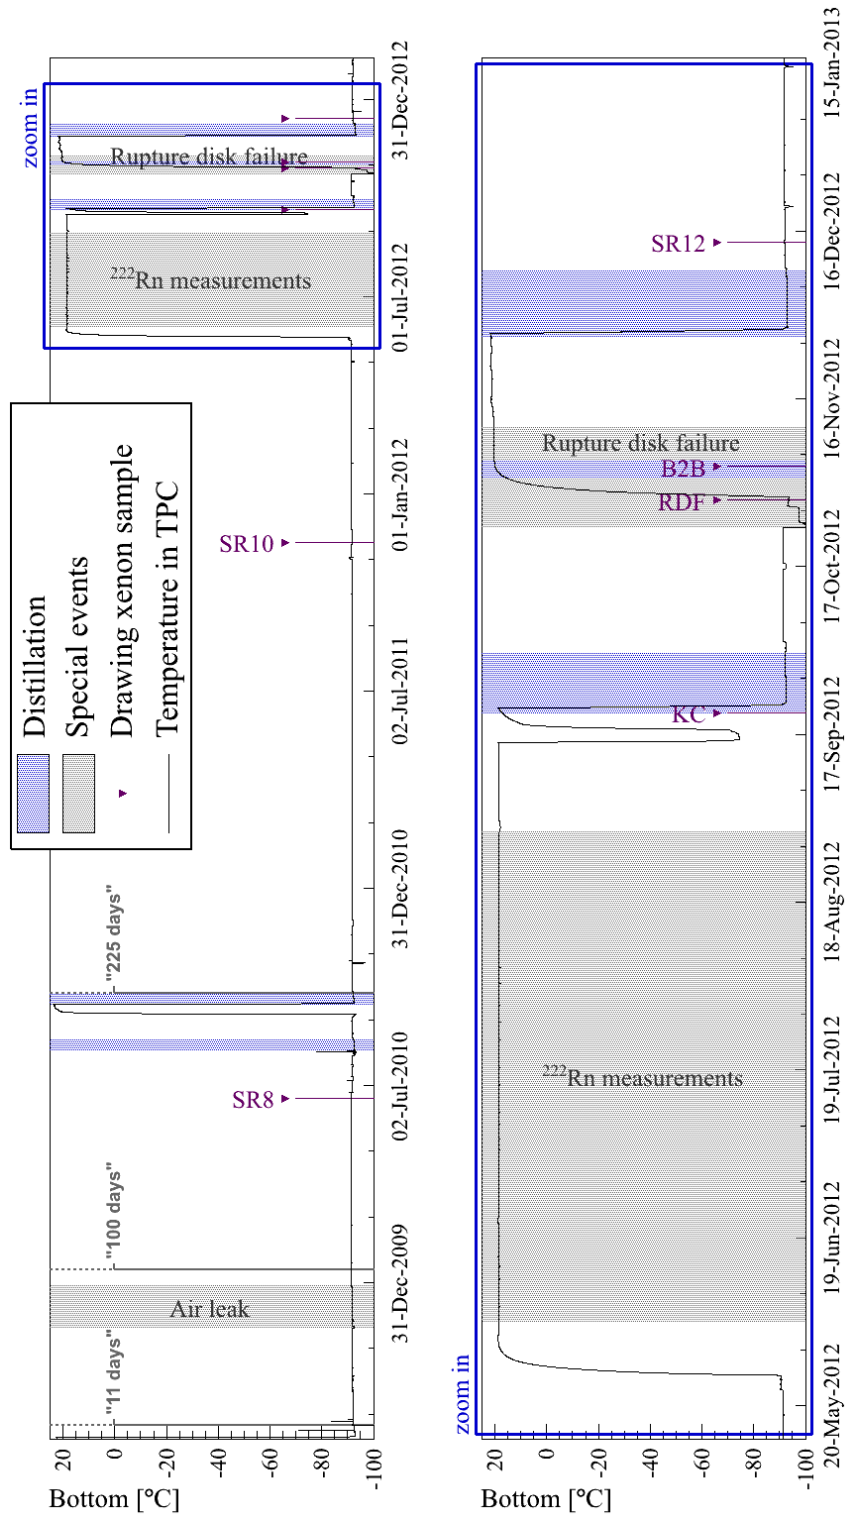 Distillation
Special events
Drawing xenon sample
Temperature in TPC
zoom in
Bottom [ºC]
20
0
-20
-40
-60
-80
-100
"11 days"
Air leak
"100 days"
SR8
"225 days"
SR10
²²²Rn measurements
Rupture disk failure
31-Dec-2009
02-Jul-2010
31-Dec-2010
02-Jul-2011
01-Jan-2012
01-Jul-2012
31-Dec-2012
zoom in
Bottom [ºC]
20
0
-20
-40
-60
-80
-100
²²²Rn measurements
KC
RDF
B2B
Rupture disk failure
SR12
20-May-2012
19-Jun-2012
19-Jul-2012
18-Aug-2012
17-Sep-2012
17-Oct-2012
16-Nov-2012
16-Dec-2012
15-Jan-2013